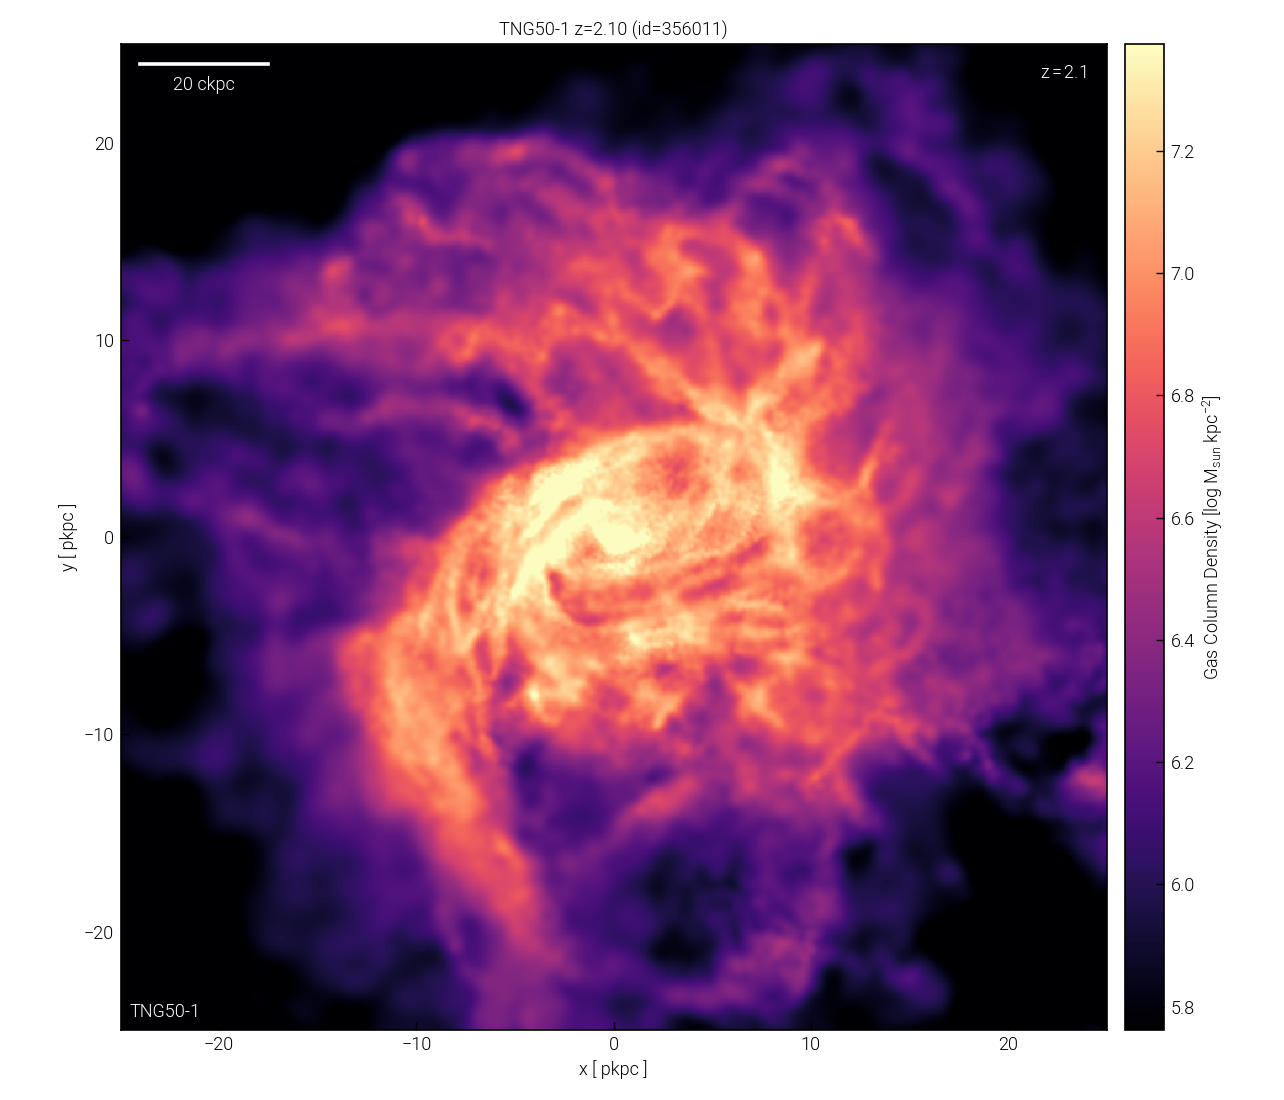 TNG50-1 z=2.10 (id=356011)
20 ckpc
z=2.1
20
10
0
−10
−20
y [ pkpc ]
TNG50-1
−20
−10
0
10
20
x [ pkpc ]
7.2
7.0
6.8
6.6
6.4
6.2
6.0
5.8
Gas Column Density [log M_sun kpc^−2]